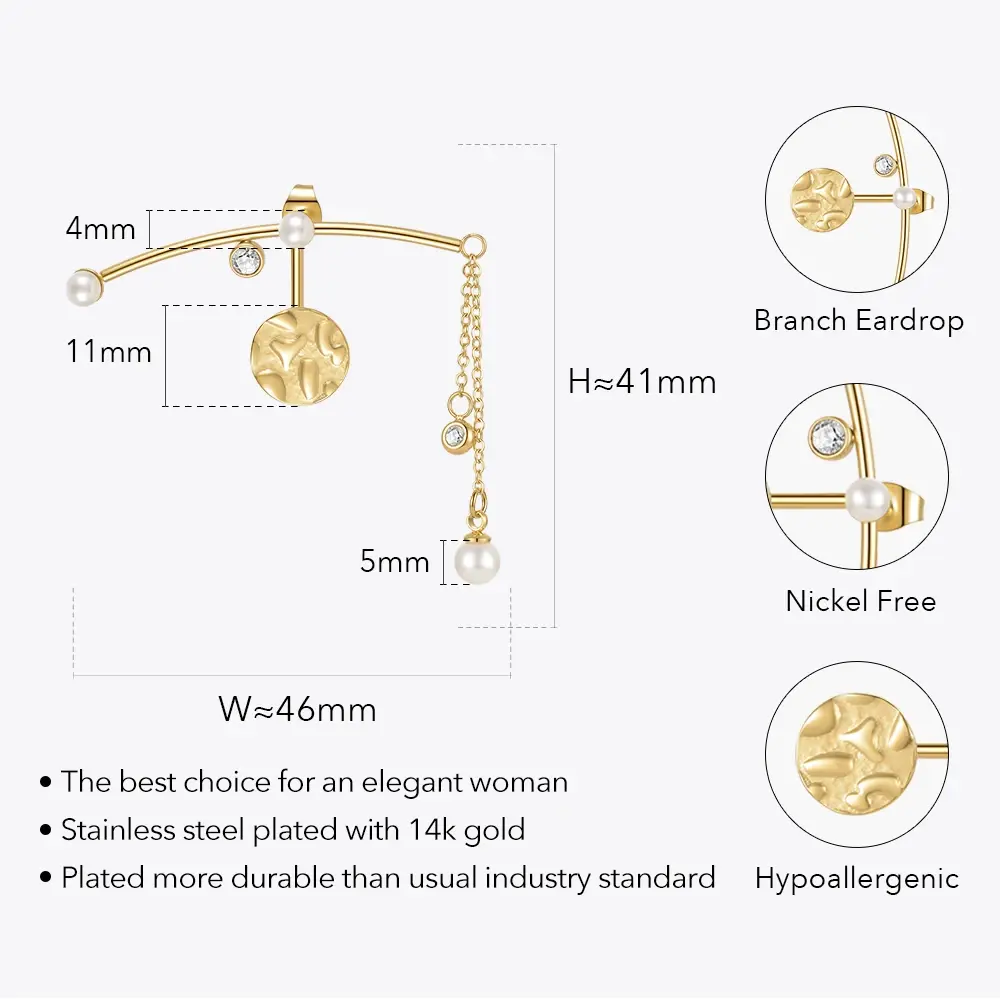 4mm
11mm
H≈41mm
5mm
W≈46mm
Branch Eardrop
Nickel Free
Hypoallergenic
• The best choice for an elegant woman
• Stainless steel plated with 14k gold
• Plated more durable than usual industry standard